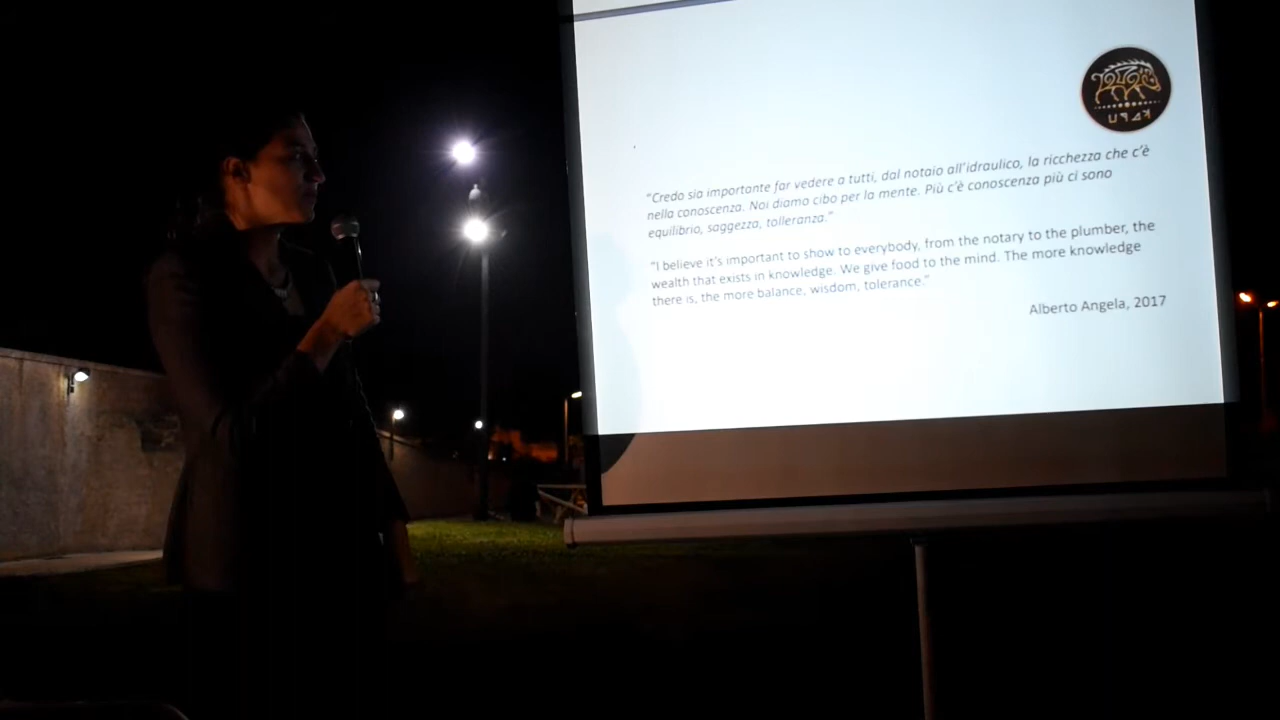 “Credo sia importante far vedere a tutti, dal notaio all’idraulico, la ricchezza che c’è
nella conoscenza. Noi diamo cibo per la mente. Più c’è conoscenza più ci sono
equilibrio, saggezza, tolleranza.”
“I believe it’s important to show to everybody, from the notary to the plumber, the
wealth that exists in knowledge. We give food to the mind. The more knowledge
there is, the more balance, wisdom, tolerance.”
Alberto Angela, 2017